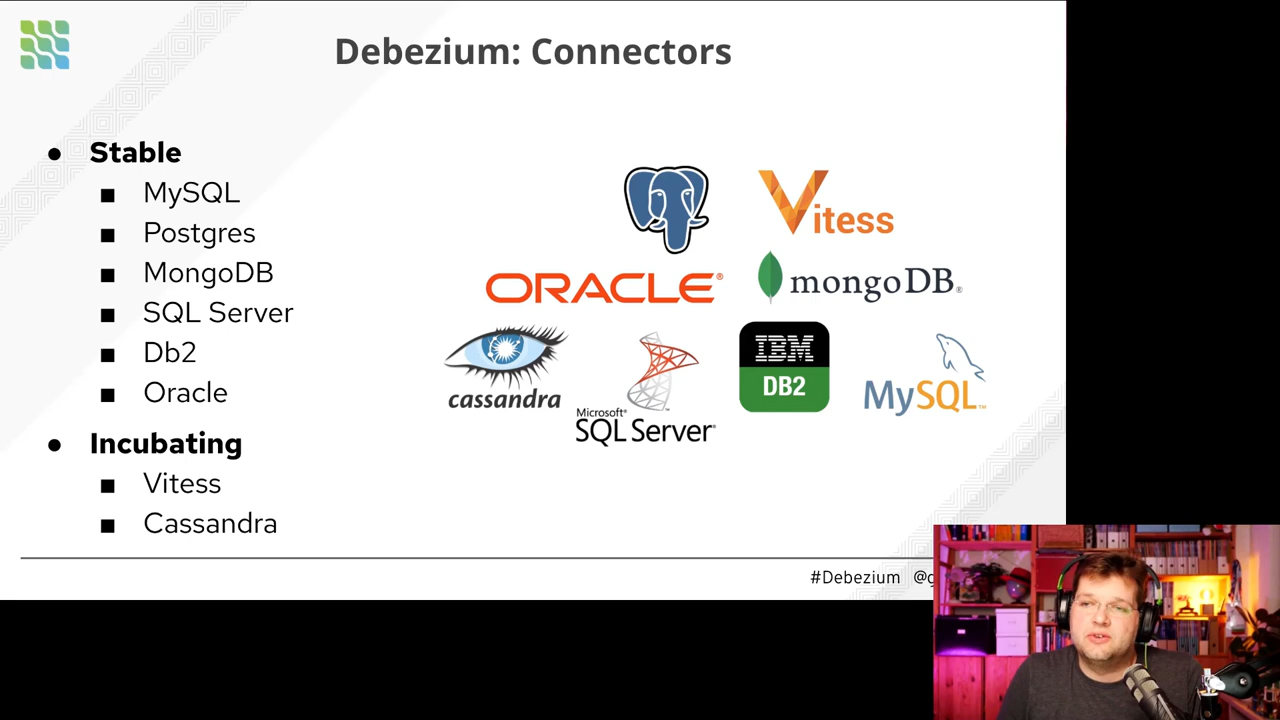 Debezium: Connectors
Stable
MySQL
Postgres
MongoDB
SQL Server
Db2
Oracle
Incubating
Vitess
Cassandra
Vitess
ORACLE®
mongoDB®
cassandra
Microsoft®
SQL Server®
IBM
DB2
MySQL™
#Debezium @g